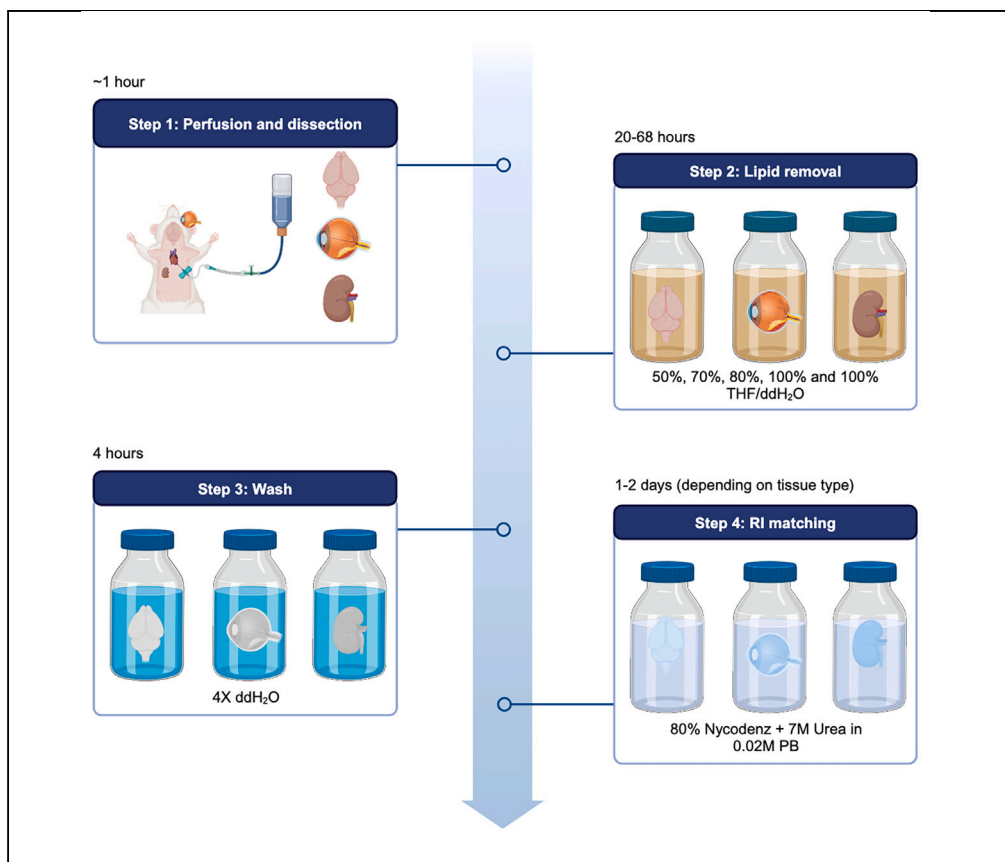 ~1 hour
Step 1: Perfusion and dissection
20-68 hours
Step 2: Lipid removal
50%, 70%, 80%, 100% and 100%
THF/ddH₂O
4 hours
Step 3: Wash
4X ddH₂O
1-2 days (depending on tissue type)
Step 4: RI matching
80% Nycodenz + 7M Urea in
0.02M PB